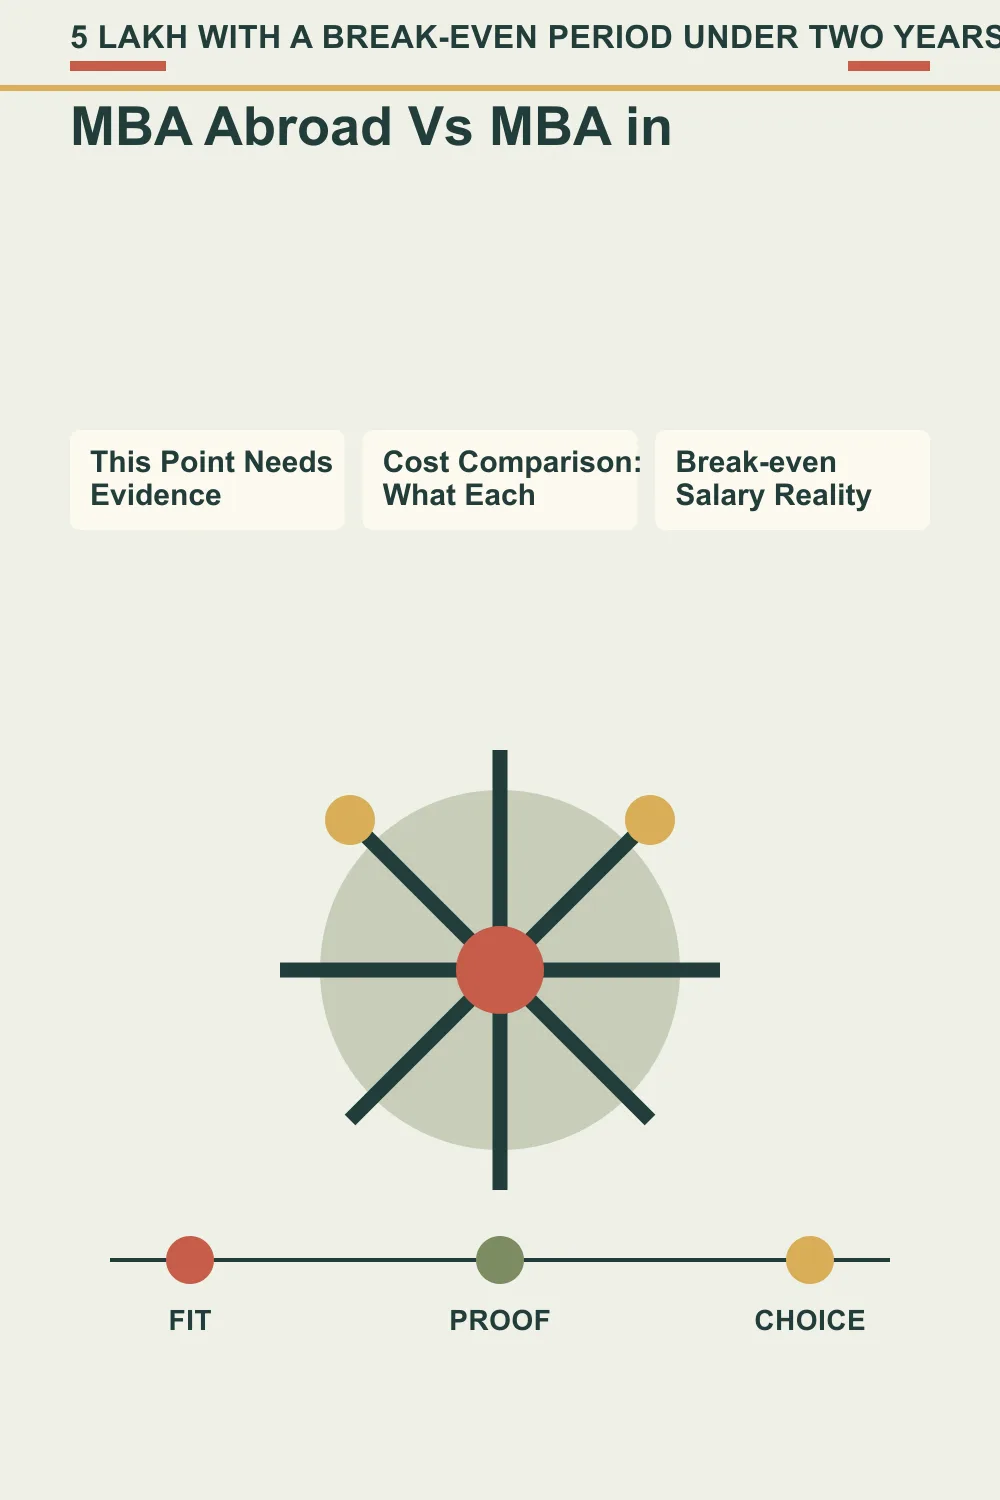 5 LAKH WITH A BREAK-EVEN PERIOD UNDER TWO YEARS
MBA Abroad Vs MBA in
This Point Needs
Evidence
Cost Comparison:
What Each
Break-even
Salary Reality
FIT
PROOF
CHOICE